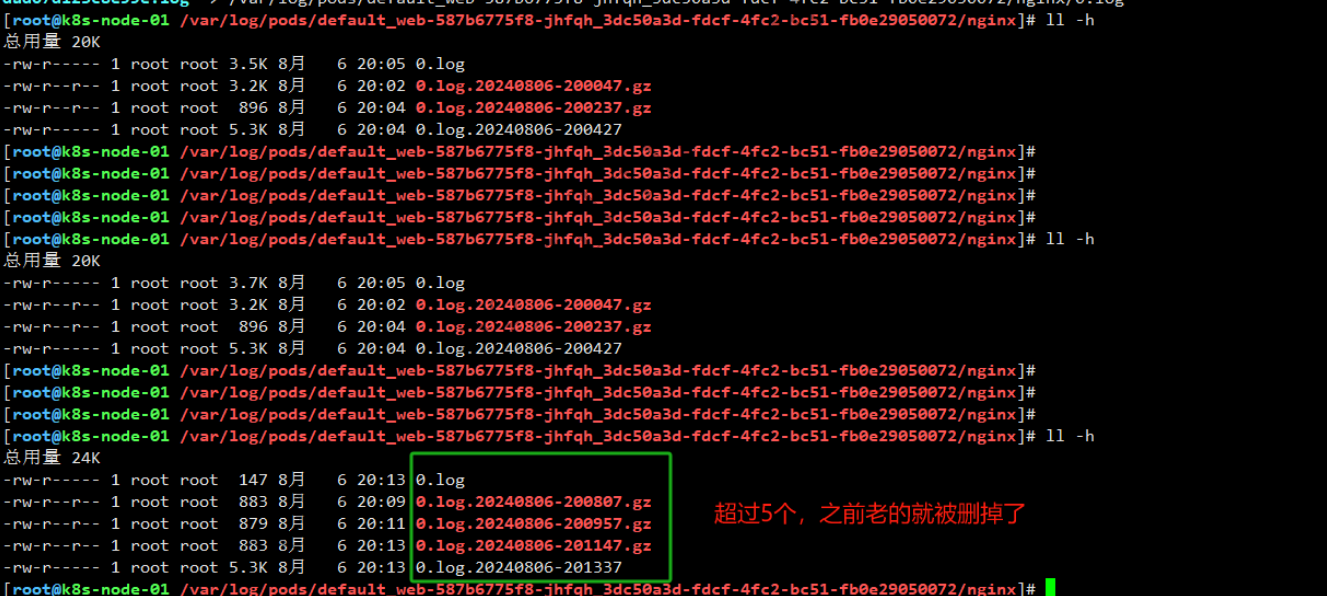 [root@k8s-node-01 /var/log/pods/default_web-587b6775f8-jhfqh_3dc50a3d-fdcf-4fc2-bc51-fb0e29050072/nginx]# ll -h
总用量 20K
-rw-r----- 1 root root 3.5K 8月   6 20:05 0.log
-rw-r--r-- 1 root root 3.2K 8月   6 20:02 0.log.20240806-200047.gz
-rw-r--r-- 1 root root  896 8月   6 20:04 0.log.20240806-200237.gz
-rw-r----- 1 root root 5.3K 8月   6 20:04 0.log.20240806-200427
[root@k8s-node-01 /var/log/pods/default_web-587b6775f8-jhfqh_3dc50a3d-fdcf-4fc2-bc51-fb0e29050072/nginx]#
[root@k8s-node-01 /var/log/pods/default_web-587b6775f8-jhfqh_3dc50a3d-fdcf-4fc2-bc51-fb0e29050072/nginx]#
[root@k8s-node-01 /var/log/pods/default_web-587b6775f8-jhfqh_3dc50a3d-fdcf-4fc2-bc51-fb0e29050072/nginx]#
[root@k8s-node-01 /var/log/pods/default_web-587b6775f8-jhfqh_3dc50a3d-fdcf-4fc2-bc51-fb0e29050072/nginx]#
[root@k8s-node-01 /var/log/pods/default_web-587b6775f8-jhfqh_3dc50a3d-fdcf-4fc2-bc51-fb0e29050072/nginx]# ll -h
总用量 20K
-rw-r----- 1 root root 3.7K 8月   6 20:05 0.log
-rw-r--r-- 1 root root 3.2K 8月   6 20:02 0.log.20240806-200047.gz
-rw-r--r-- 1 root root  896 8月   6 20:04 0.log.20240806-200237.gz
-rw-r----- 1 root root 5.3K 8月   6 20:04 0.log.20240806-200427
[root@k8s-node-01 /var/log/pods/default_web-587b6775f8-jhfqh_3dc50a3d-fdcf-4fc2-bc51-fb0e29050072/nginx]#
[root@k8s-node-01 /var/log/pods/default_web-587b6775f8-jhfqh_3dc50a3d-fdcf-4fc2-bc51-fb0e29050072/nginx]#
[root@k8s-node-01 /var/log/pods/default_web-587b6775f8-jhfqh_3dc50a3d-fdcf-4fc2-bc51-fb0e29050072/nginx]#
[root@k8s-node-01 /var/log/pods/default_web-587b6775f8-jhfqh_3dc50a3d-fdcf-4fc2-bc51-fb0e29050072/nginx]# ll -h
总用量 24K
-rw-r----- 1 root root  147 8月   6 20:13 0.log
-rw-r--r-- 1 root root  883 8月   6 20:09 0.log.20240806-200807.gz
-rw-r--r-- 1 root root  879 8月   6 20:11 0.log.20240806-200957.gz
-rw-r--r-- 1 root root  883 8月   6 20:13 0.log.20240806-201147.gz
-rw-r----- 1 root root 5.3K 8月   6 20:13 0.log.20240806-201337
超过5个，之前老的就被删掉了
[root@k8s-node-01 /var/log/pods/default_web-587b6775f8-jhfqh_3dc50a3d-fdcf-4fc2-bc51-fb0e29050072/nginx]#